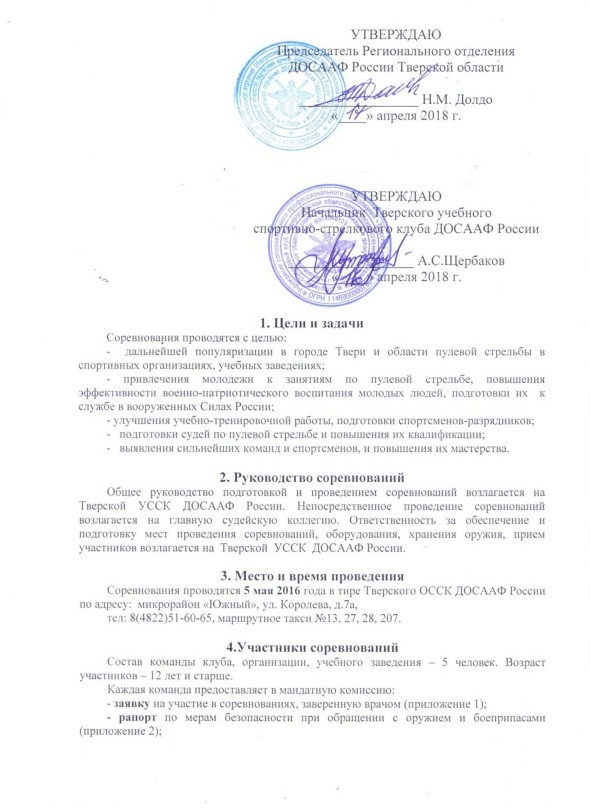 УТВЕРЖДАЮ
Председатель Регионального отделения
ДОСААФ России Тверской области
Н.М. Долдо
«17» апреля 2018 г.
УТВЕРЖДАЮ
Начальник Тверского учебного
спортивно-стрелкового клуба ДОСААФ России
А.С.Щербаков
«16» апреля 2018 г.
1. Цели и задачи
Соревнования проводятся с целью:
- дальнейшей популяризации в городе Твери и области пулевой стрельбы в
спортивных организациях, учебных заведениях;
- привлечения молодежи к занятиям по пулевой стрельбе, повышения
эффективности военно-патриотического воспитания молодых людей, подготовки их к
службе в вооруженных Силах России;
- улучшения учебно-тренировочной работы, подготовки спортсменов-разрядников;
- подготовки судей по пулевой стрельбе и повышения их квалификации;
- выявления сильнейших команд и спортсменов, и повышения их мастерства.
2. Руководство соревнований
Общее руководство подготовкой и проведением соревнований возлагается на
Тверской УССК ДОСААФ России. Непосредственное проведение соревнований
возлагается на главную судейскую коллегию. Ответственность за обеспечение и
подготовку мест проведения соревнований, оборудования, хранения оружия, прием
участников возлагается на Тверской УССК ДОСААФ России.
3. Место и время проведения
Соревнования проводятся 5 мая 2016 года в тире Тверского ОССК ДОСААФ России
по адресу: микрорайон «Южный», ул. Королева, д.7а,
тел: 8(4822)51-60-65, маршрутное такси №13, 27, 28, 207.
4.Участники соревнований
Состав команды клуба, организации, учебного заведения – 5 человек. Возраст
участников – 12 лет и старше.
Каждая команда предоставляет в мандатную комиссию:
- заявку на участие в соревнованиях, заверенную врачом (приложение 1);
- рапорт по мерам безопасности при обращении с оружием и боеприпасами
(приложение 2);